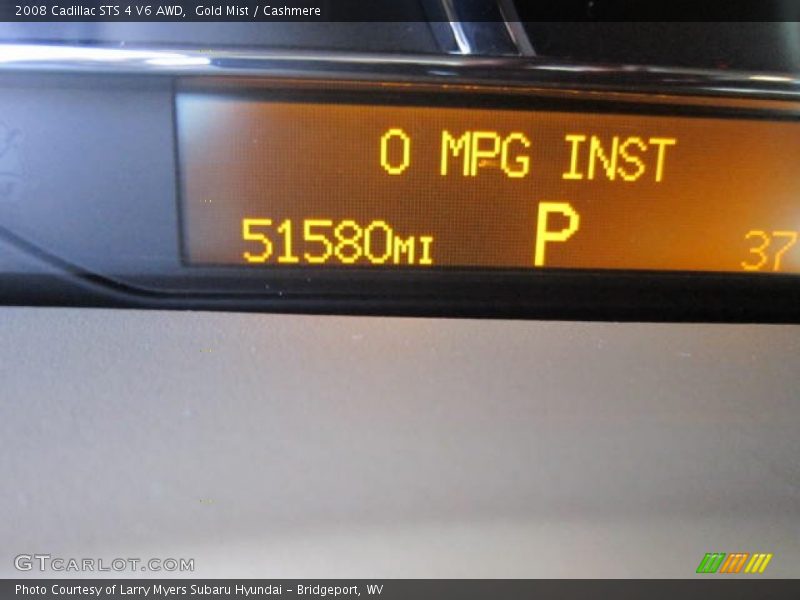 2008 Cadillac STS 4 V6 AWD,  Gold Mist / Cashmere
0 MPG INST
51580MI P 37
GTCARLOT.COM
Photo Courtesy of Larry Myers Subaru Hyundai – Bridgeport, WV